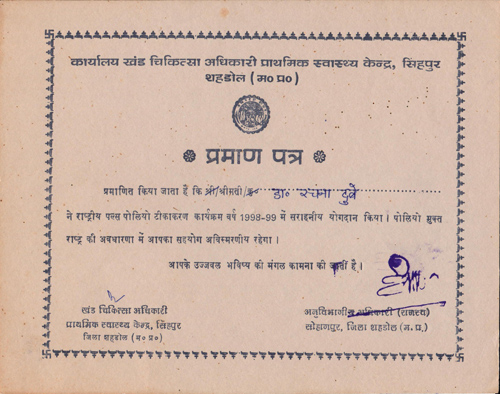 कार्यालय खंड चिकित्सा अधिकारी प्राथमिक स्वास्थ्य केन्द्र, सिंहपुर
शहडोल (म० प्र०)
प्रमाण पत्र
प्रमाणित किया जाता है कि श्री/श्रीमती/कु० डा० रचना दुबे
ने राष्ट्रीय पल्स पोलियो टीकाकरण कार्यक्रम वर्ष 1998-99 में सराहनीय योगदान किया। पोलियो मुक्त
राष्ट्र की अवधारणा में आपका सहयोग अविस्मरणीय रहेगा।
आपके उज्जवल भविष्य की मंगल कामना की जाती है।
खंड चिकित्सा अधिकारी
प्राथमिक स्वास्थ्य केन्द्र, सिंहपुर
जिला शहडोल (म० प्र०)
अनुविभागीय अधिकारी (राजस्व)
सोहागपुर, जिला शहडोल (म. प्र.)